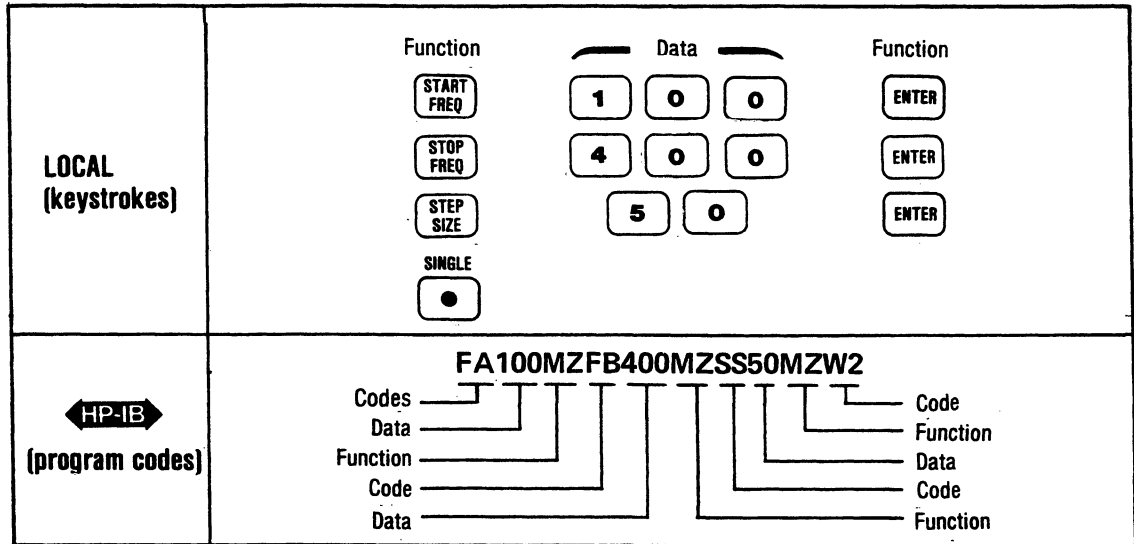 LOCAL
(keystrokes)
Function Data Function
START
FREQ
1 0 0
ENTER
STOP
FREQ
4 0 0
ENTER
STEP
SIZE
5 0
ENTER
SINGLE
HP-IB
(program codes)
FA100MZFB400MZSS50MZW2
Codes
Data
Function
Code
Data
Code
Function
Data
Code
Function